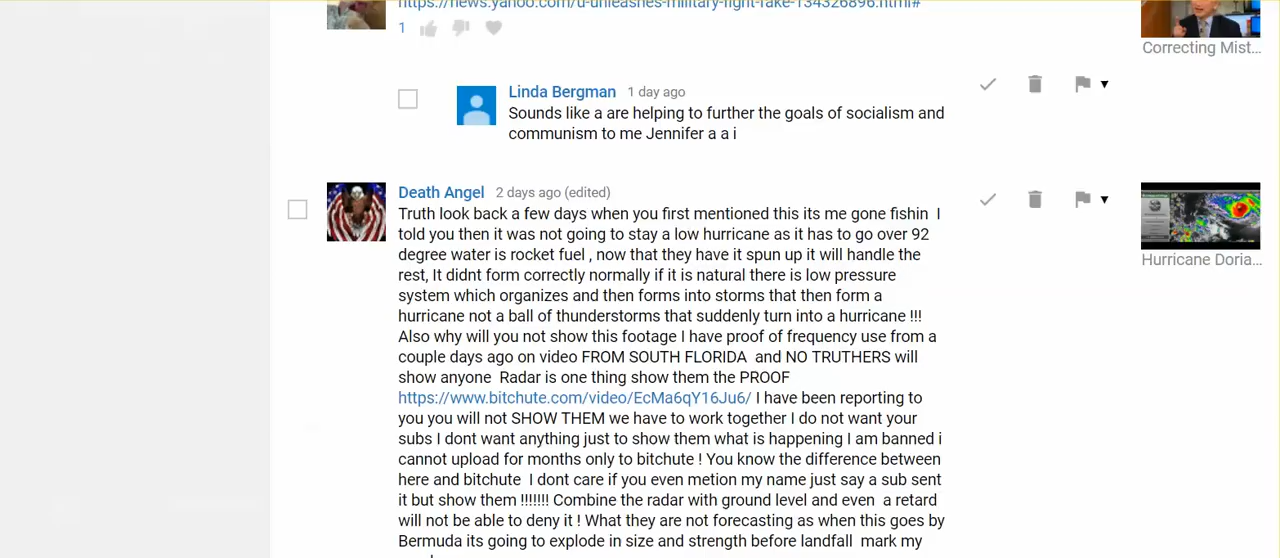 https://news.yahoo.com/u-unleashes-military-fight-fake-134326896.html#
1
Correcting Mist...
Linda Bergman 1 day ago
Sounds like a are helping to further the goals of socialism and
communism to me Jennifer a a i
Death Angel 2 days ago (edited)
Truth look back a few days when you first mentioned this its me gone fishin I
told you then it was not going to stay a low hurricane as it has to go over 92
degree water is rocket fuel , now that they have it spun up it will handle the
rest, It didnt form correctly normally if it is natural there is low pressure
system which organizes and then forms into storms that then form a
hurricane not a ball of thunderstorms that suddenly turn into a hurricane !!!
Also why will you not show this footage I have proof of frequency use from a
couple days ago on video FROM SOUTH FLORIDA and NO TRUTHERS will
show anyone Radar is one thing show them the PROOF
https://www.bitchute.com/video/EcMa6qY16Ju6/ I have been reporting to
you you will not SHOW THEM we have to work together I do not want your
subs I dont want anything just to show them what is happening I am banned i
cannot upload for months only to bitchute ! You know the difference between
here and bitchute I dont care if you even metion my name just say a sub sent
it but show them !!!!!!! Combine the radar with ground level and even a retard
will not be able to deny it ! What they are not forecasting as when this goes by
Bermuda its going to explode in size and strength before landfall mark my
Hurricane Doria...